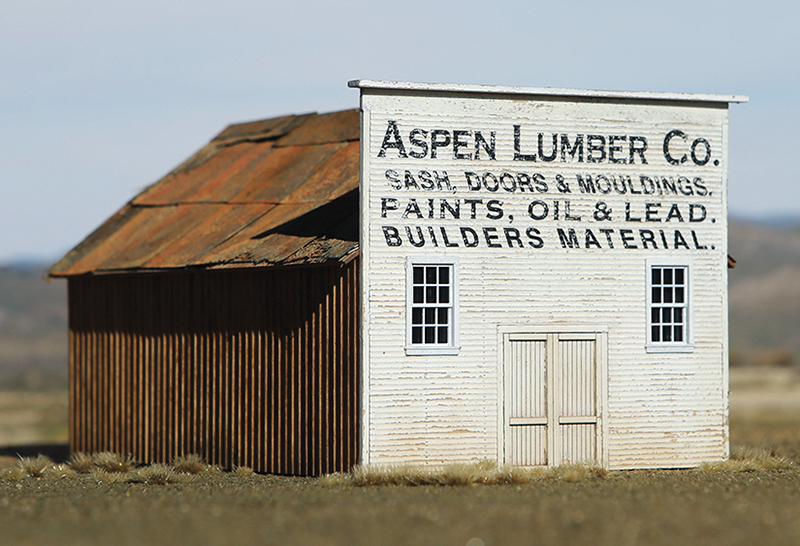 ASPEN LUMBER CO.
SASH, DOORS & MOULDINGS.
PAINTS, OIL & LEAD.
BUILDERS MATERIAL.